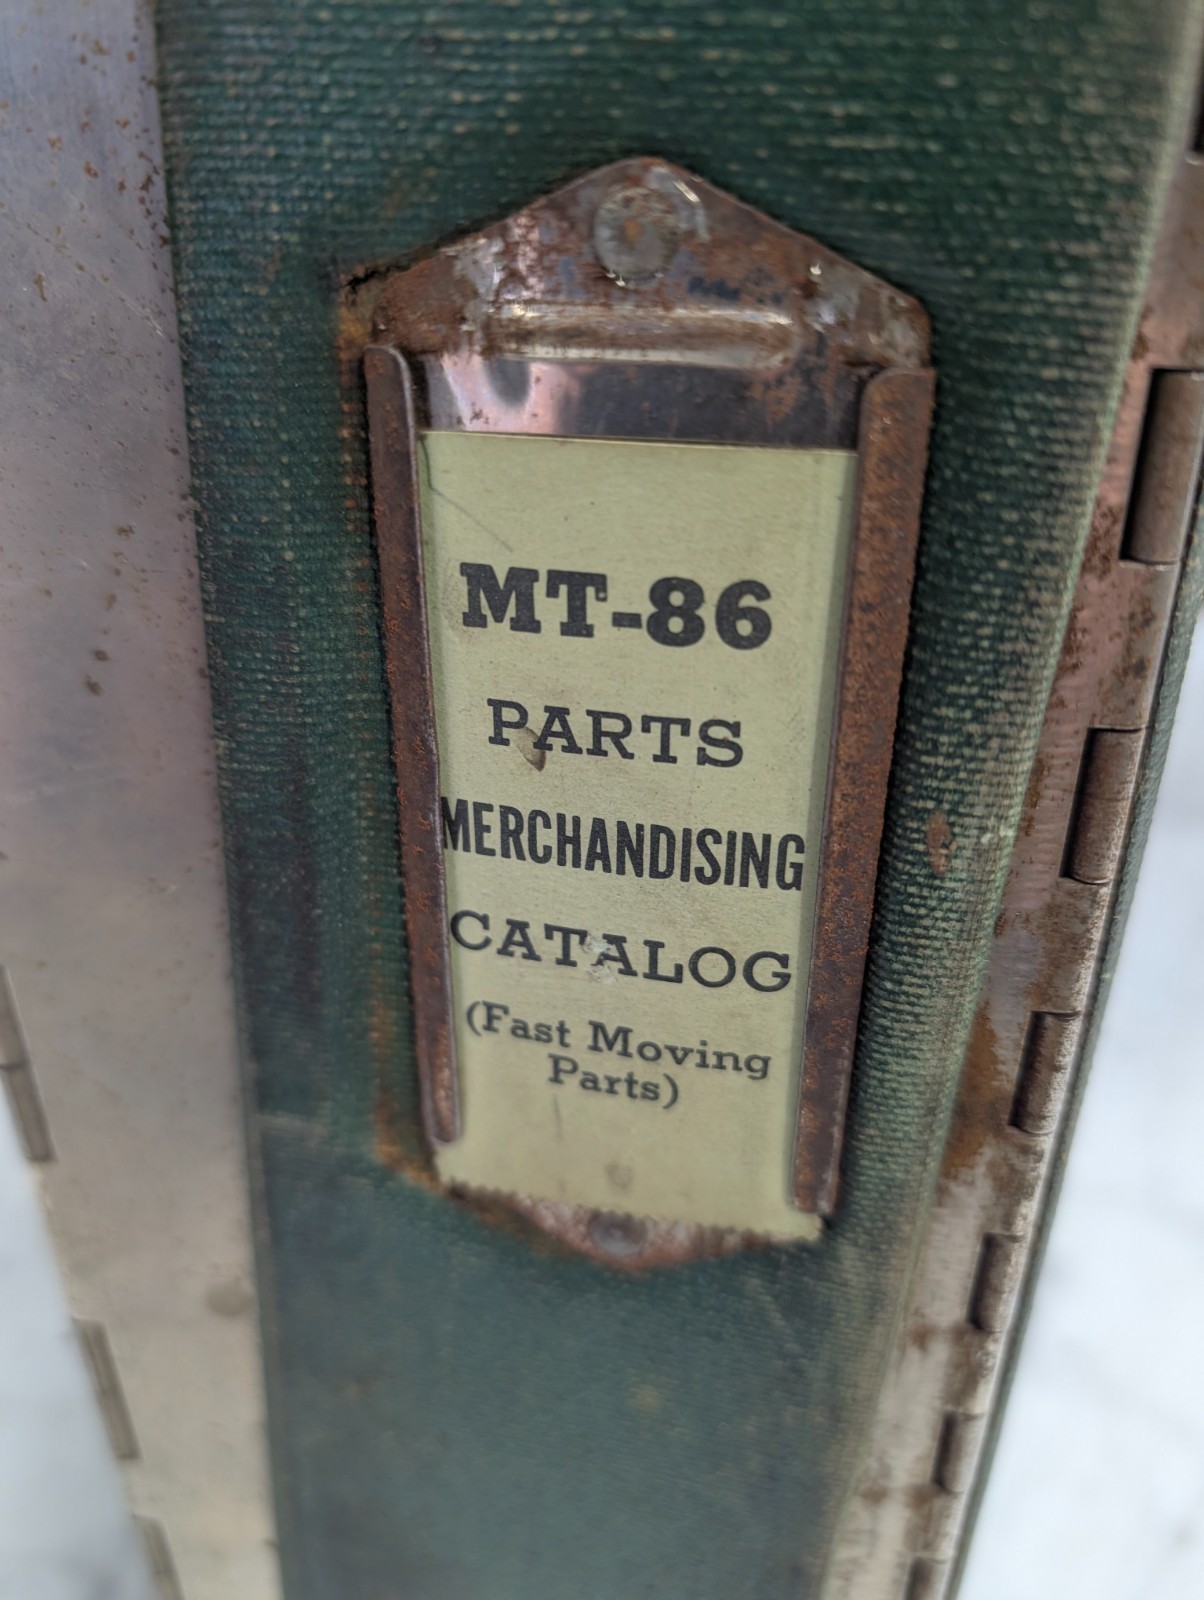 MT-86
PARTS
MERCHANDISING
CATALOG
(Fast Moving
Parts)